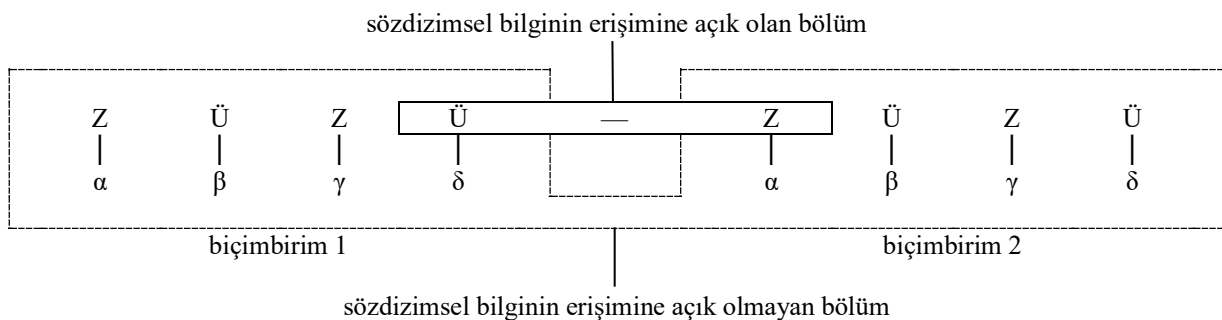 sözdizimsel bilginin erişimine açık olan bölüm
Z Ü Z Ü — Z Ü Z Ü
α β γ δ α β γ δ
biçimbirim 1 biçimbirim 2
sözdizimsel bilginin erişimine açık olmayan bölüm